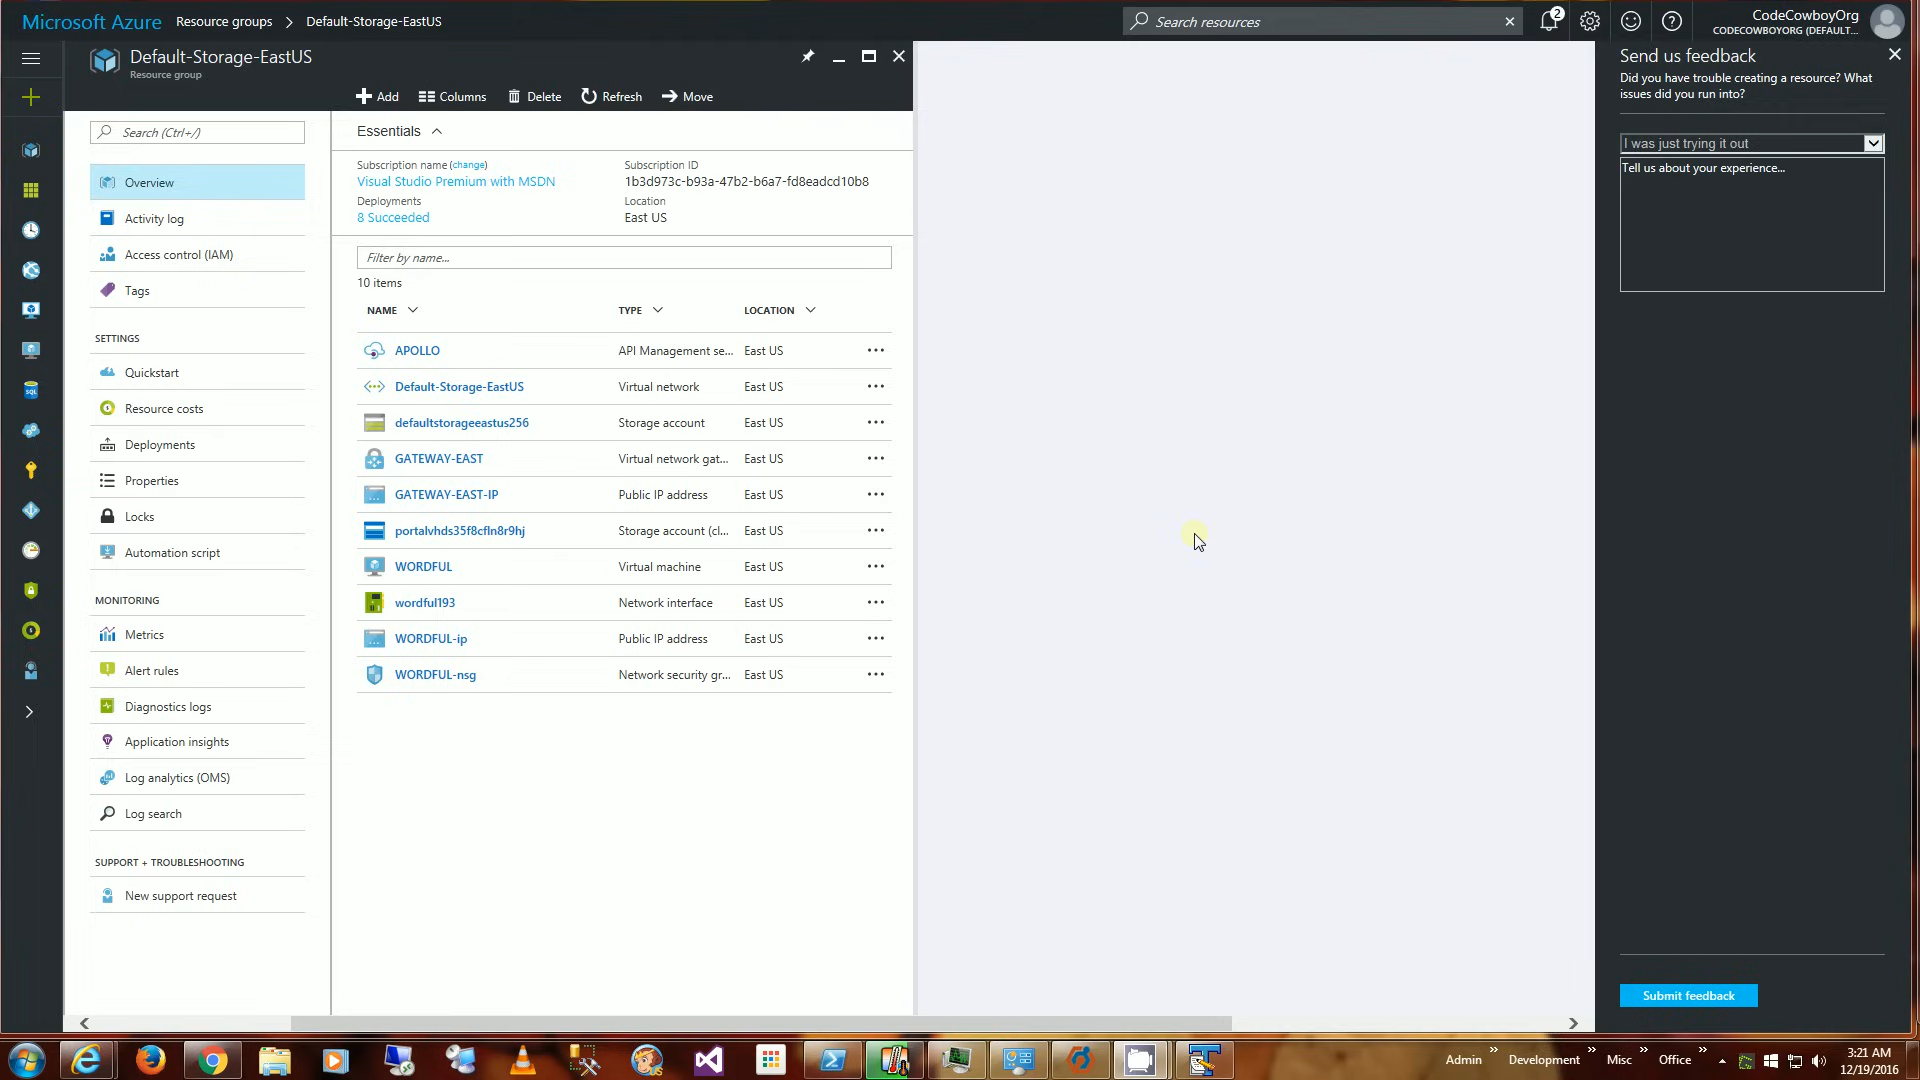 Microsoft Azure
Resource groups
Default-Storage-EastUS
Search resources
2
CodeCowboyOrg
CODECOWBOYORG (DEFAULT...
Default-Storage-EastUS
Resource group
Add
Columns
Delete
Refresh
Move
Search (Ctrl+/)
Overview
Activity log
Access control (IAM)
Tags
SETTINGS
Quickstart
Resource costs
Deployments
Properties
Locks
Automation script
MONITORING
Metrics
Alert rules
Diagnostics logs
Application insights
Log analytics (OMS)
Log search
SUPPORT + TROUBLESHOOTING
New support request
Essentials
Subscription name (change)
Visual Studio Premium with MSDN
Deployments
8 Succeeded
Subscription ID
1b3d973c-b93a-47b2-b6a7-fd8eadcd10b8
Location
East US
Filter by name...
10 items
NAME TYPE LOCATION
APOLLO API Management se... East US
Default-Storage-EastUS Virtual network East US
defaultstorageeastus256 Storage account East US
GATEWAY-EAST Virtual network gat... East US
GATEWAY-EAST-IP Public IP address East US
portalvhds35f8cfln8r9hj Storage account (cl... East US
WORDFUL Virtual machine East US
wordful193 Network interface East US
WORDFUL-ip Public IP address East US
WORDFUL-nsg Network security gr... East US
Send us feedback
Did you have trouble creating a resource? What
issues did you run into?
I was just trying it out
Tell us about your experience...
Submit feedback
SQL
Admin
Development
Misc
Office
3:21 AM
12/19/2016